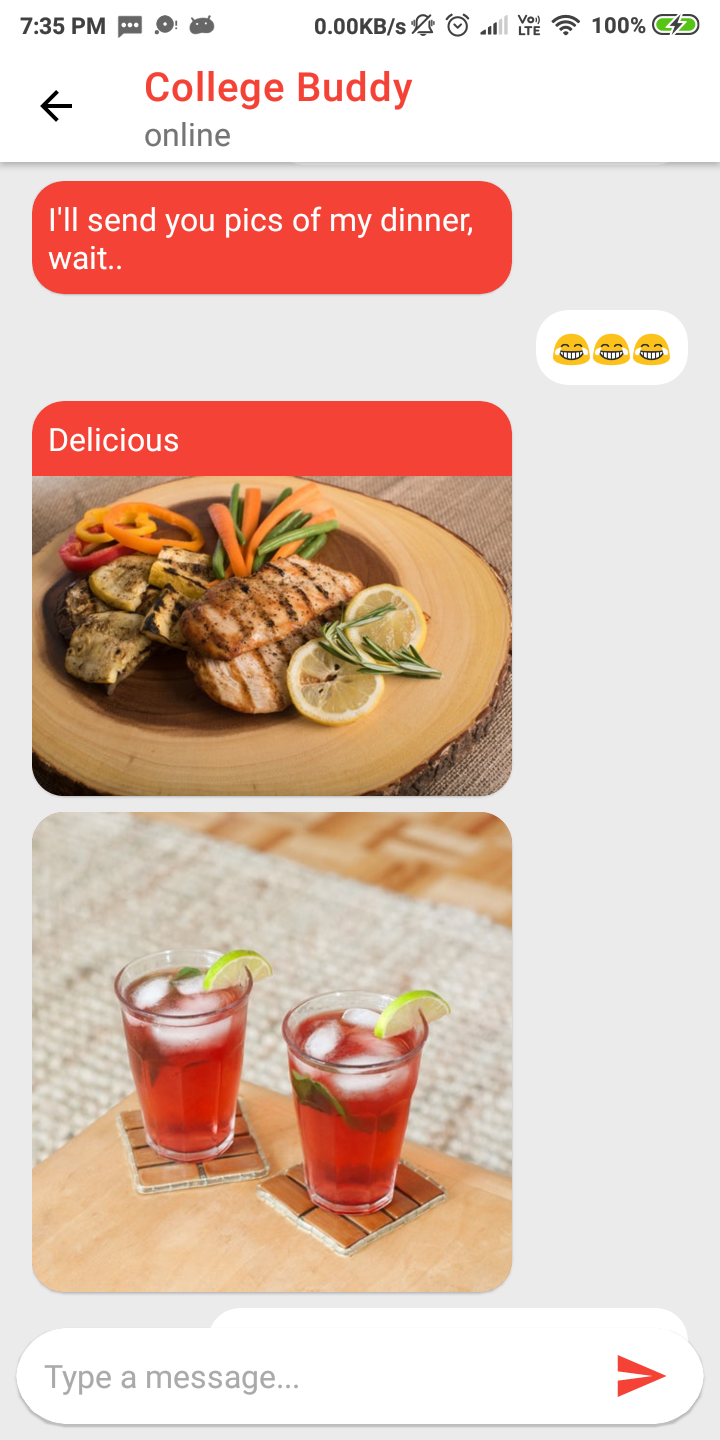 7:35 PM 0.00KB/s Vo) LTE 100%
College Buddy
online
I'll send you pics of my dinner,
wait..
😂😂😂
Delicious
Type a message...